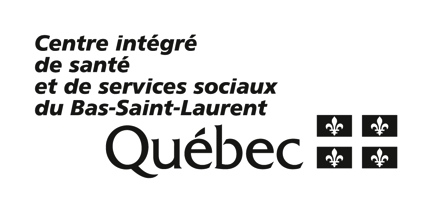 Centre intégré
de santé
et de services sociaux
du Bas-Saint-Laurent
Québec